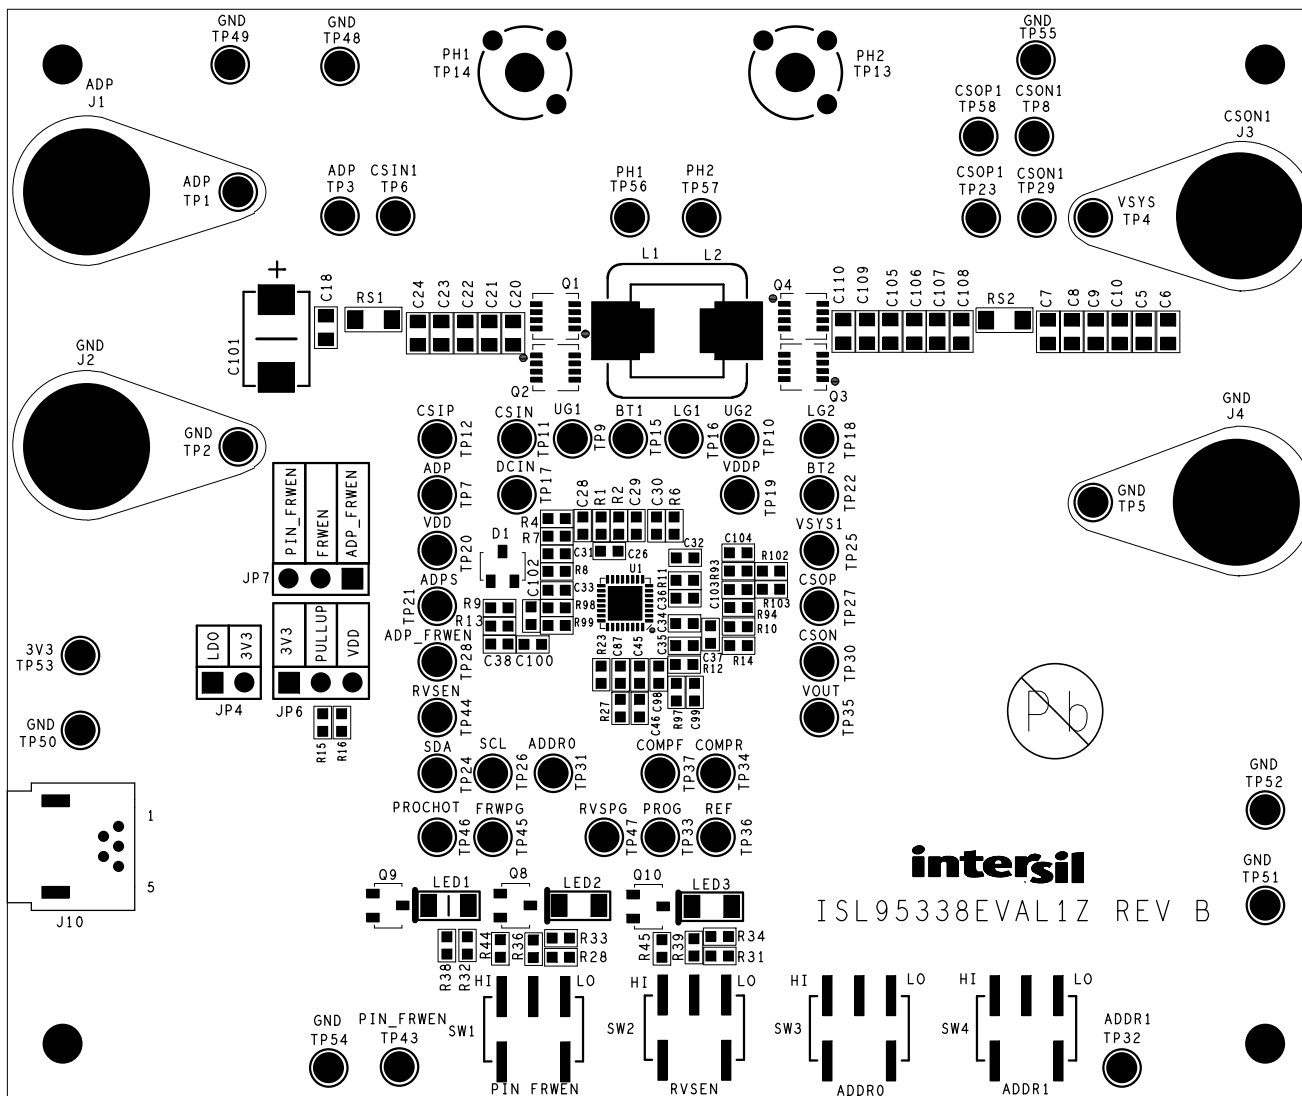 GND
TP49
GND
TP48
PH1
TP14
PH2
TP13
GND
TP55
ADP
J1
CSOP1
TP58
CSON1
TP8
CSON1
J3
ADP
TP1
ADP
TP3
CSIN1
TP6
PH1
TP56
PH2
TP57
CSOP1
TP23
CSON1
TP29
VSYS
TP4
L1
L2
+
C18
RS1
C24
C23
C22
C21
C20
Q1
Q4
C110
C109
C105
C106
C107
C108
RS2
C7
C8
C9
C10
C5
C6
C101
GND
J2
Q2
Q3
GND
J4
CSIP
TP12
CSIN
TP11
UG1
TP9
BT1
TP15
LG1
TP16
UG2
TP10
LG2
TP18
GND
TP2
ADP
TP7
DCIN
TP17
VDDP
TP19
BT2
TP22
GND
TP5
PIN_FRWEN
FRWEN
ADP_FRWEN
JP7
VDD
TP20
D1
C102
R4
R7
C31
R8
C33
R98
R99
C28
R1
R2
C29
C30
R6
C26
U1
C32
R11
C36
C34
C35
R12
C104
R93
C103
R102
R103
R94
R10
R14
C37
VSYS1
TP25
ADPS
TP21
R9
R13
C38
C100
CSOP
TP27
ADP_FRWEN
TP28
CSON
TP30
R23
C87
C45
C98
R27
C46
R97
C99
3V3
TP53
LDO
3V3
JP4
3V3
PULLUP
VDD
JP6
R15
R16
RVSEN
TP44
VOUT
TP35
GND
TP50
Pb
SDA
TP24
SCL
TP26
ADDR0
TP31
COMPF
TP37
COMPR
TP34
GND
TP52
1
5
J10
PROCHOT
TP46
FRWPG
TP45
RVSPG
TP47
PROG
TP33
REF
TP36
intersil
GND
TP51
ISL95338EVAL1Z REV B
Q9
LED1
Q8
LED2
Q10
LED3
R38
R32
R44
R36
R33
R28
R45
R39
R34
R31
HI
LO
SW1
PIN FRWEN
HI
LO
SW2
RVSEN
HI
LO
SW3
ADDR0
HI
LO
SW4
ADDR1
GND
TP54
PIN_FRWEN
TP43
ADDR1
TP32